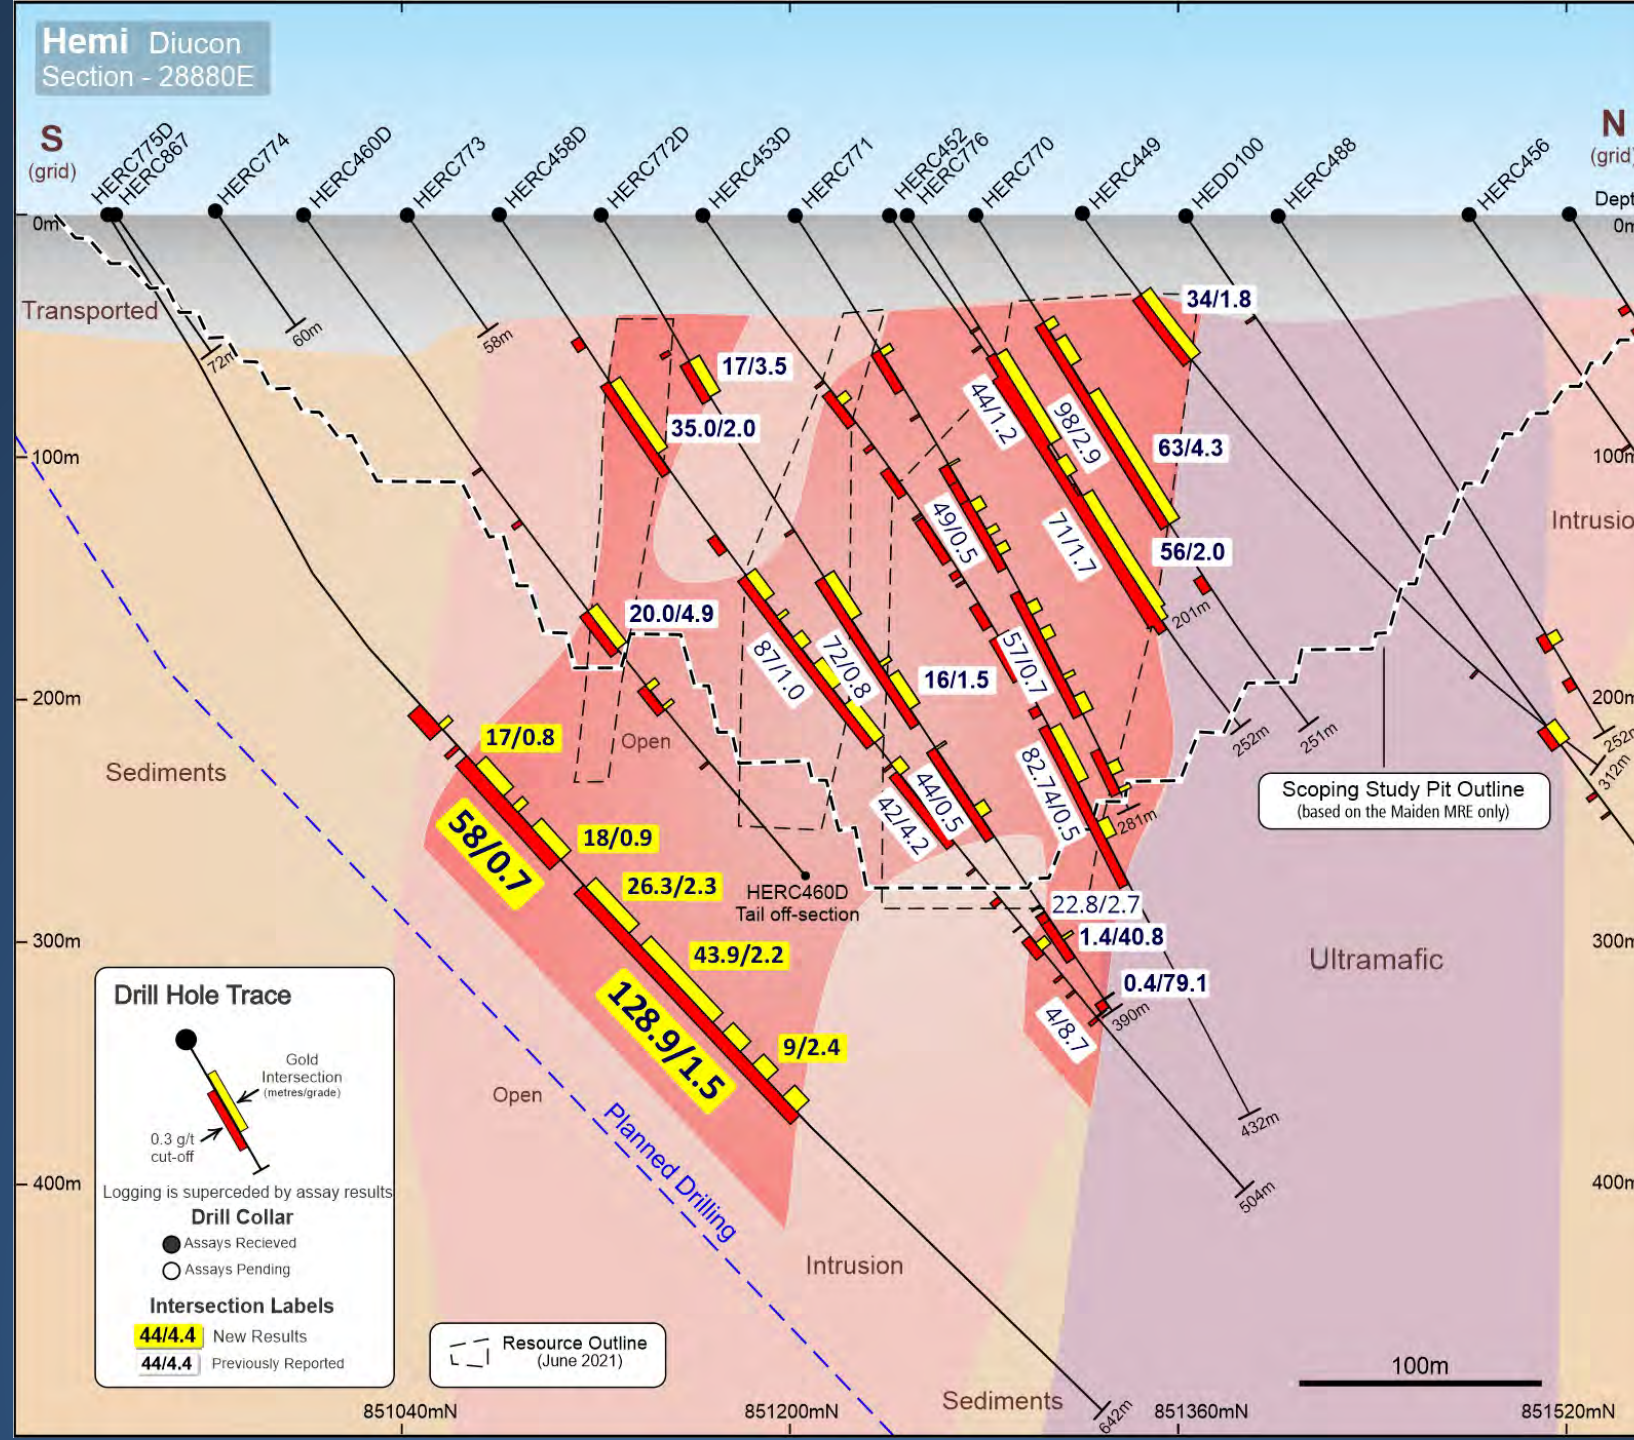 Hemi Diucon
Section - 28880E
S
(grid)
N
(grid)
HERC775D
HERC867
HERC774
HERC460D
HERC773
HERC458D
HERC772D
HERC453D
HERC771
HERC452
HERC776
HERC770
HERC449
HEDD100
HERC488
HERC456
Dept
0m
0m
Transported
72m
60m
58m
34/1.8
17/3.5
35.0/2.0
44/1.2
98/2.9
63/4.3
100m
100m
49/0.5
71/1.7
56/2.0
Intrusio
201m
20.0/4.9
87/1.0
72/0.8
16/1.5
57/0.7
200m
200m
Open
252m
251m
252m
312m
17/0.8
Sediments
58/0.7
18/0.9
42/4.2
44/0.5
82.74/0.5
281m
Scoping Study Pit Outline
(based on the Maiden MRE only)
26.3/2.3
HERC460D
Tail off-section
22.8/2.7
1.4/40.8
300m
300m
43.9/2.2
Ultramafic
0.4/79.1
128.9/1.5
4/8.7
390m
9/2.4
Open
Planned Drilling
432m
400m
400m
504m
Intrusion
Drill Hole Trace
Gold
Intersection
(metres/grade)
0.3 g/t
cut-off
Logging is superceded by assay results
Drill Collar
Assays Recieved
Assays Pending
Intersection Labels
44/4.4 New Results
44/4.4 Previously Reported
Resource Outline
(June 2021)
100m
Sediments
642m
851040mN
851200mN
851360mN
851520mN